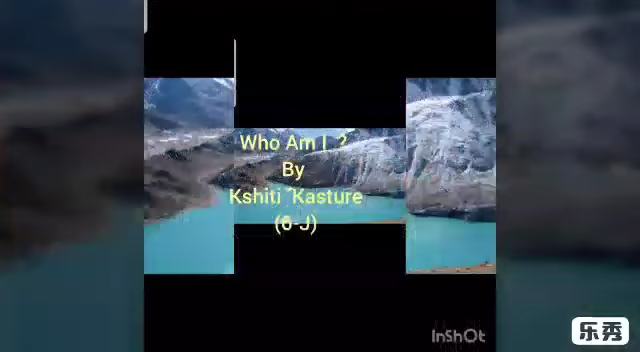 Who Am I ?
By
Kshiti Kasture
(6-J)
InShOt
乐秀